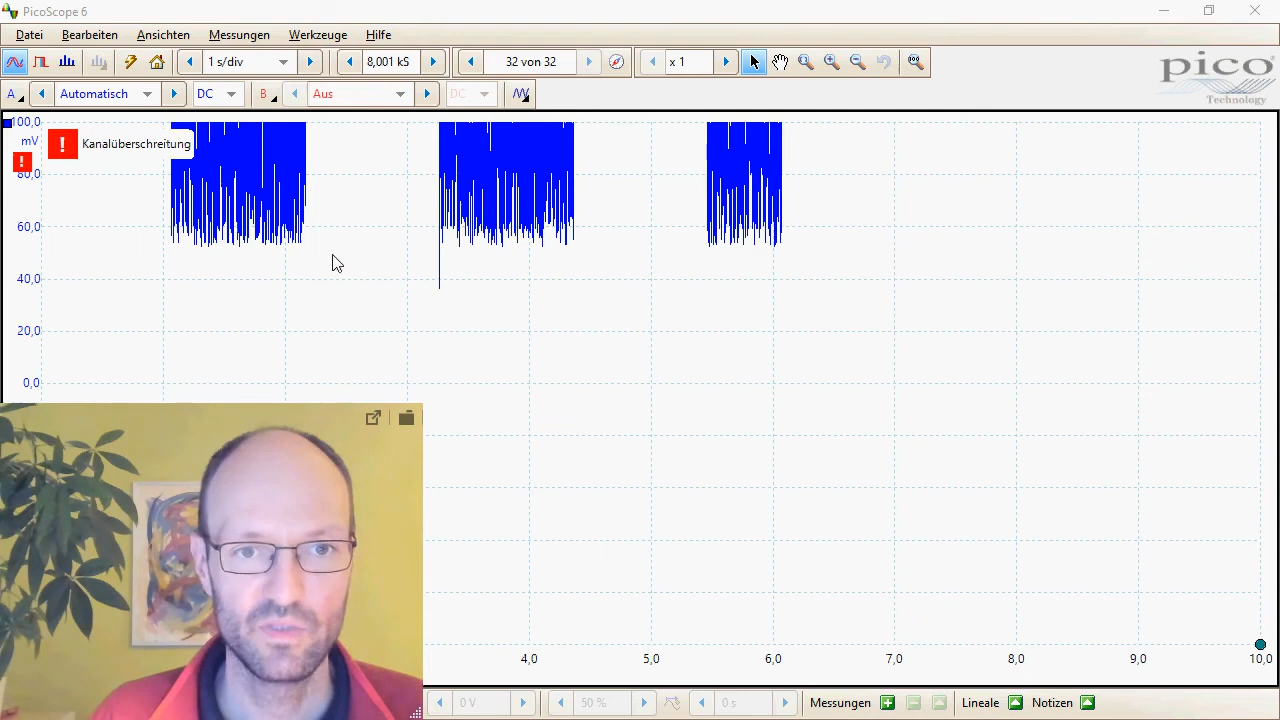 PicoScope 6
Datei Bearbeiten Ansichten Messungen Werkzeuge Hilfe
1 s/div 8,001 kS 32 von 32 x 1
pico
Technology
A Automatisch DC B Aus DC
100,0
mV
! Kanalüberschreitung
!
80,0
60,0
40,0
20,0
0,0
4,0 5,0 6,0 7,0 8,0 9,0 10,0
0 V 50 % 0 s Messungen Lineale Notizen